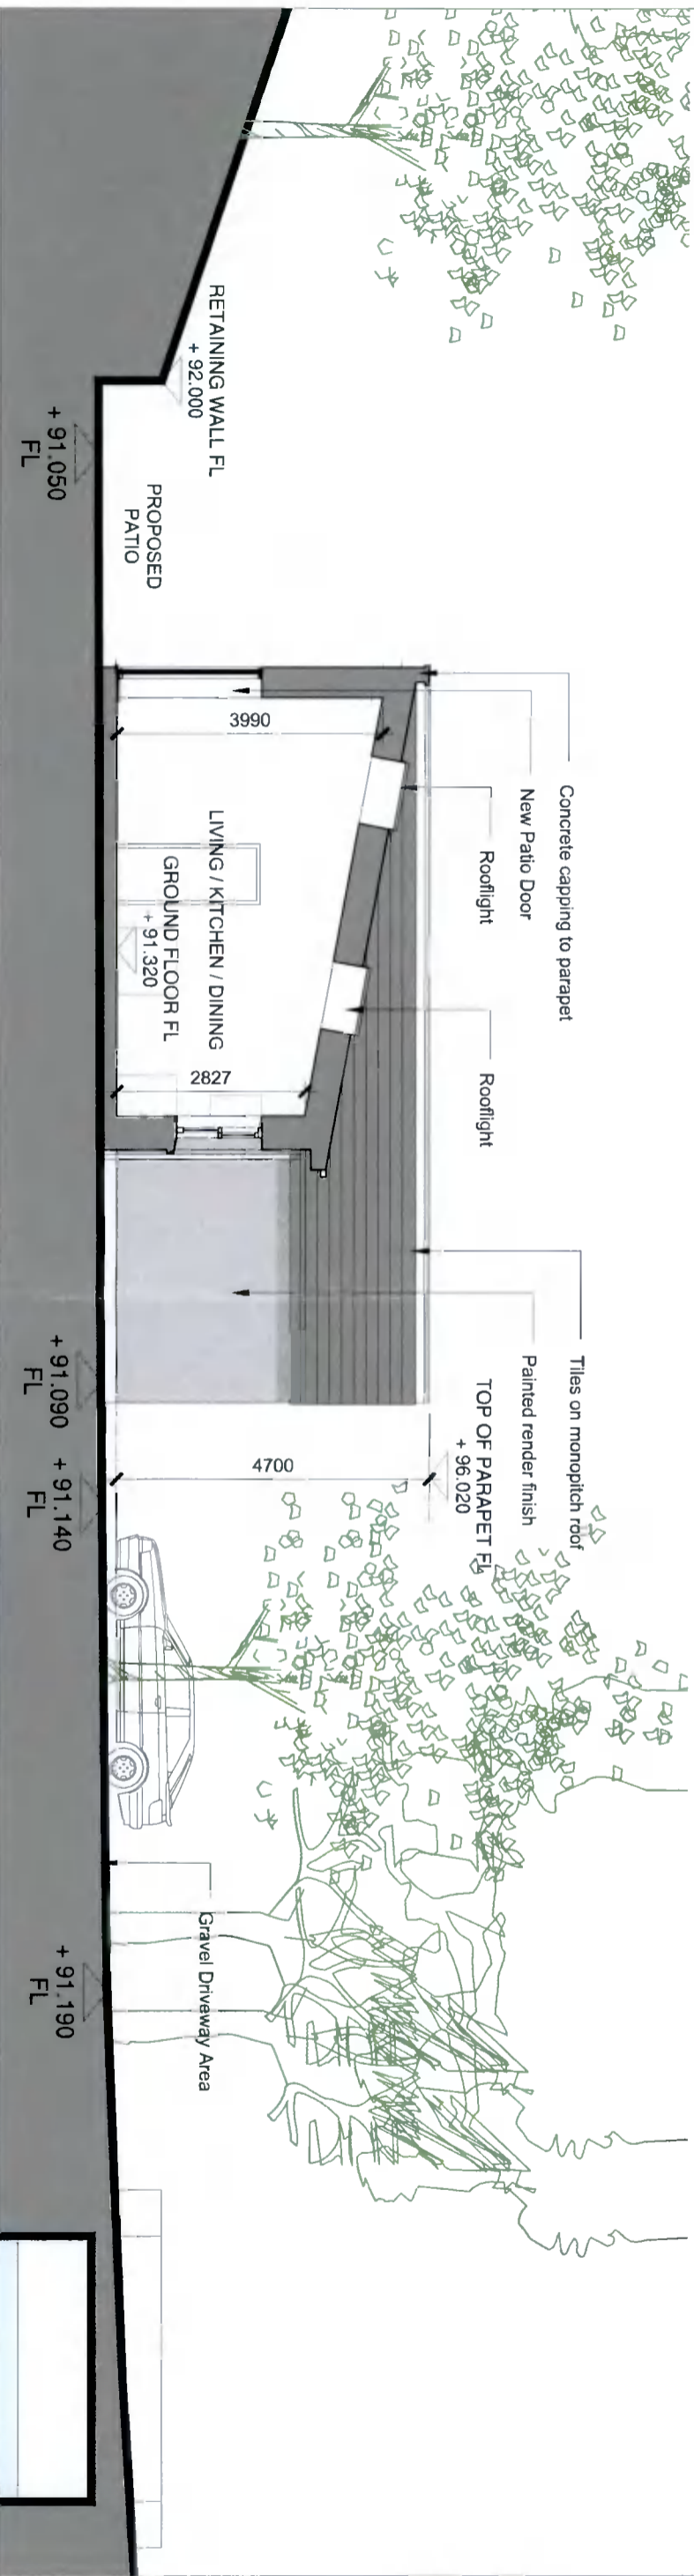 Concrete capping to parapet
New Patio Door
Rooflight
Rooflight
Tiles on monopitch roof
Painted render finish
TOP OF PARAPET FL
+ 96.020
RETAINING WALL FL
+ 92.000
PROPOSED
PATIO
+ 91.050
FL
3990
LIVING / KITCHEN / DINING
GROUND FLOOR FL
+ 91.320
2827
4700
+ 91.090
FL
+ 91.140
FL
Gravel Driveway Area
+ 91.190
FL